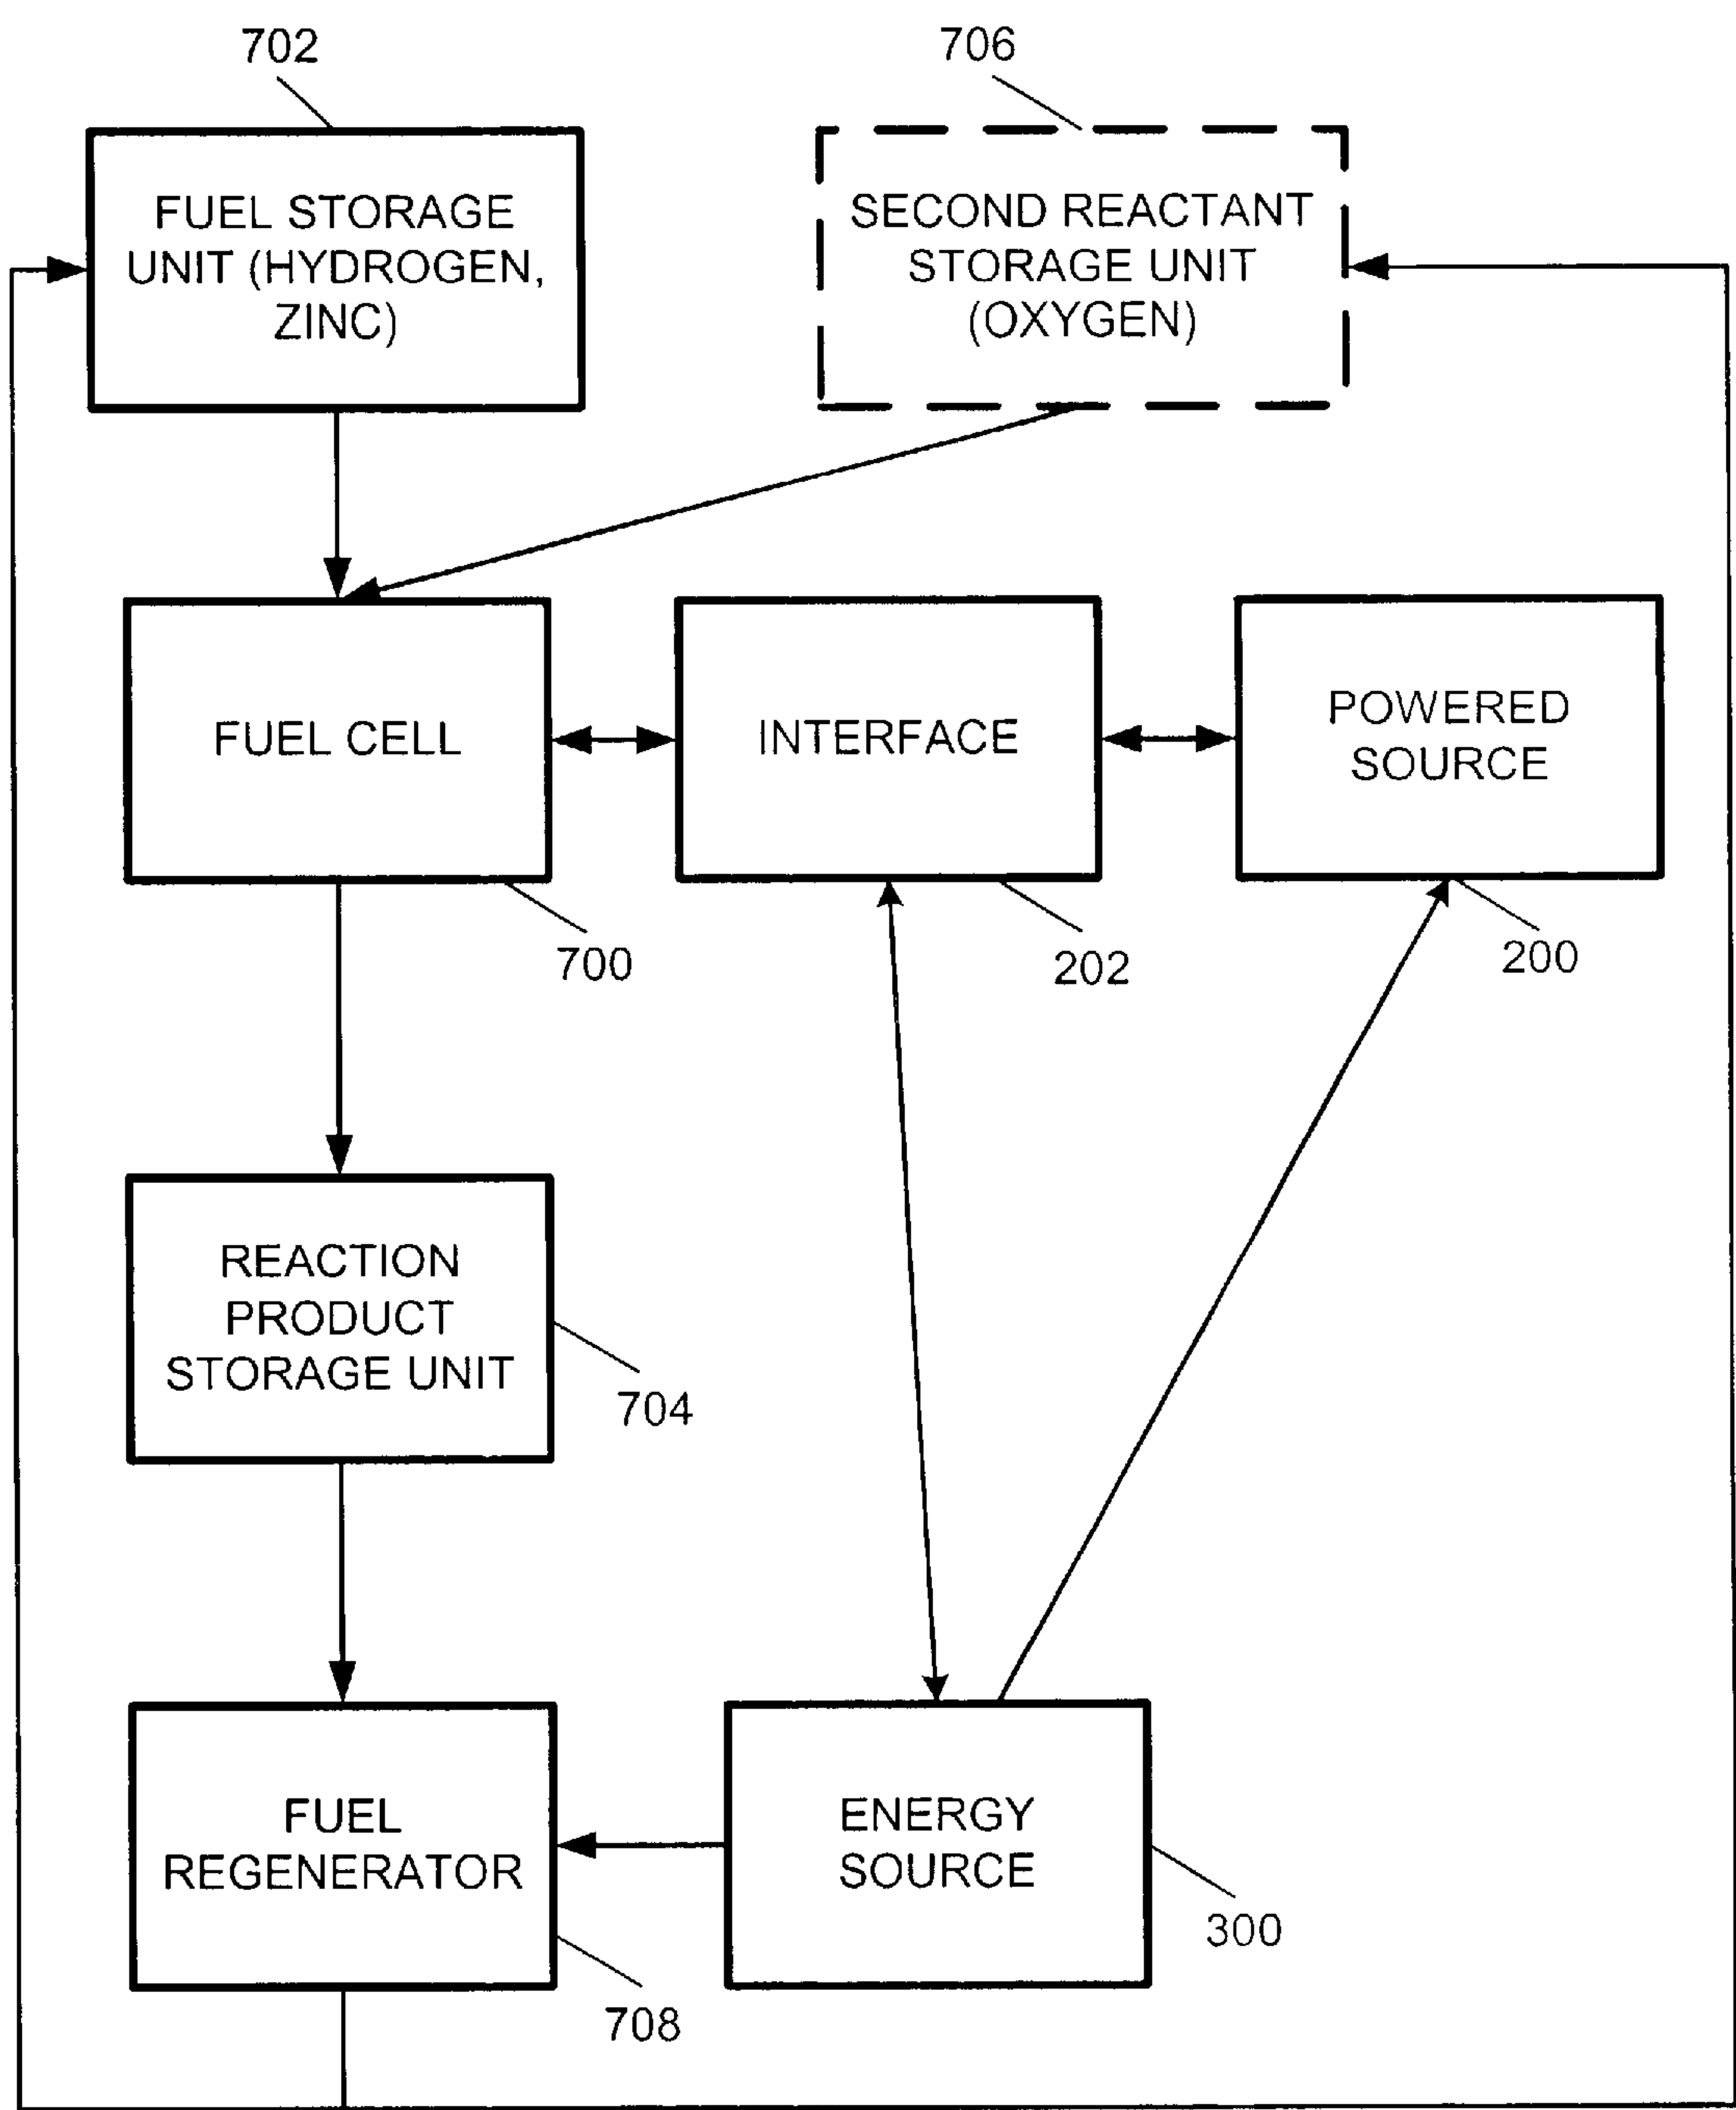 702
706
FUEL STORAGE
UNIT (HYDROGEN,
ZINC)
SECOND REACTANT
STORAGE UNIT
(OXYGEN)
FUEL CELL
INTERFACE
POWERED
SOURCE
700
202
200
REACTION
PRODUCT
STORAGE UNIT
704
FUEL
REGENERATOR
ENERGY
SOURCE
300
708